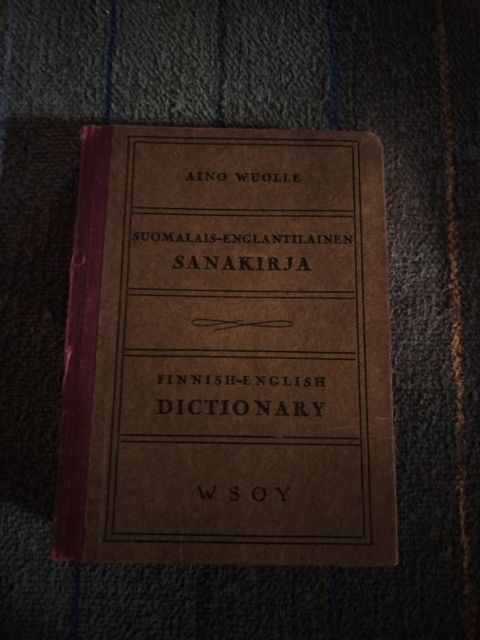 AINO WUOLLE
SUOMALAIS-ENGLANTILAINEN
SANAKIRJA
FINNISH-ENGLISH
DICTIONARY
WSOY